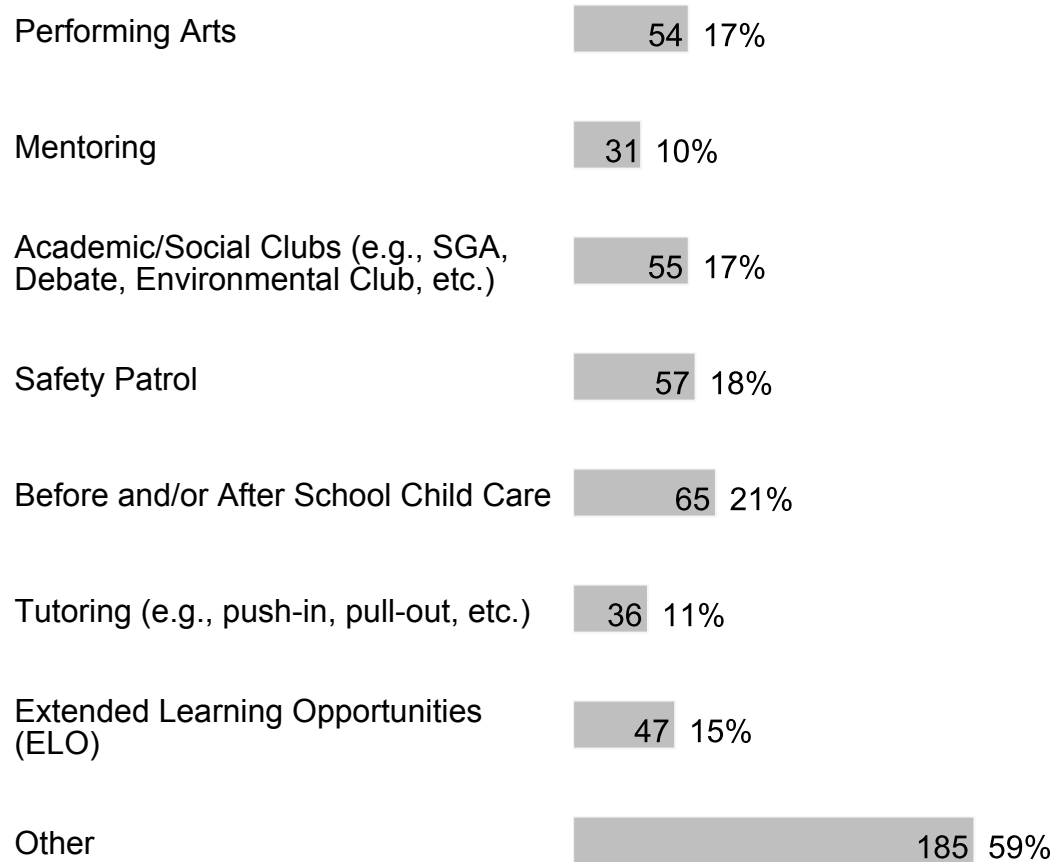 Performing Arts 54 17%
Mentoring 31 10%
Academic/Social Clubs (e.g., SGA,
Debate, Environmental Club, etc.) 55 17%
Safety Patrol 57 18%
Before and/or After School Child Care 65 21%
Tutoring (e.g., push-in, pull-out, etc.) 36 11%
Extended Learning Opportunities
(ELO) 47 15%
Other 185 59%